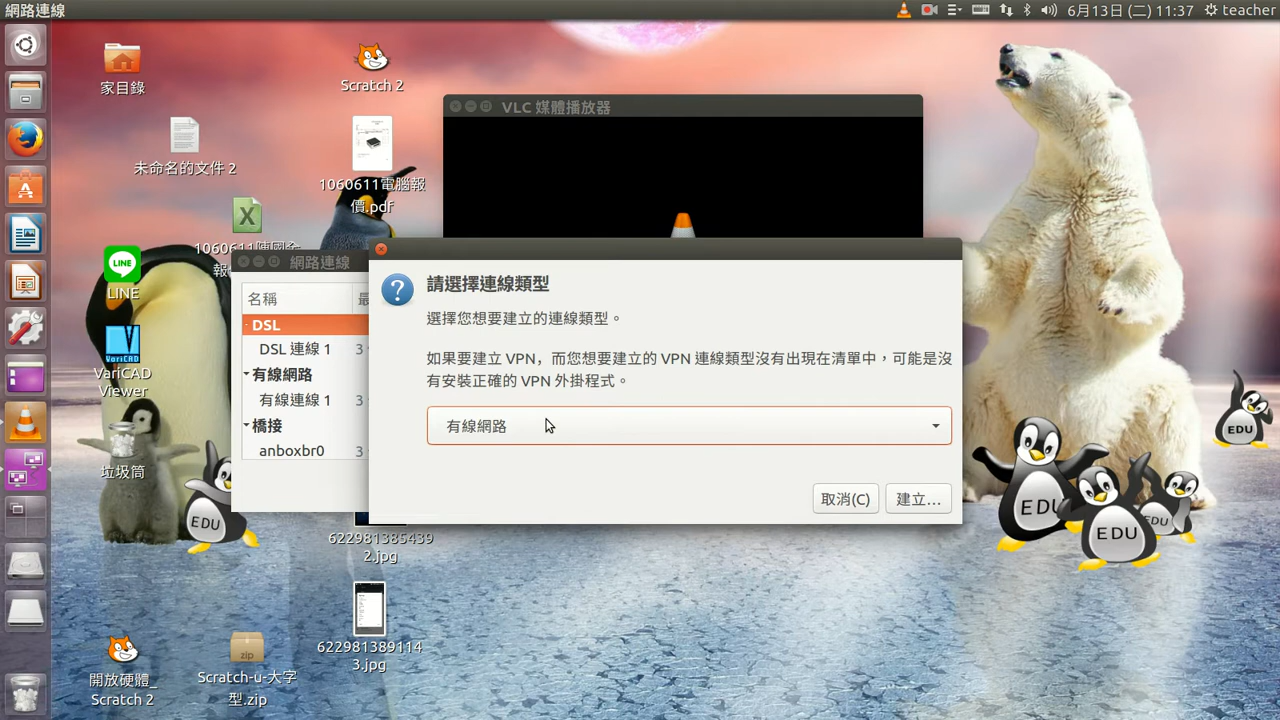 網路連線
6月13日 (二) 11:37
teacher
家目錄
Scratch 2
未命名的文件 2
1060611電腦報
價.pdf
VLC 媒體播放器
LINE
LINE
VariCAD
Viewer
垃圾筒
網路連線
名稱
DSL
DSL 連線 1
3
有線網路
有線連線 1
3
橋接
anboxbr0
3
請選擇連線類型
選擇您想要建立的連線類型。
如果要建立 VPN，而您想要建立的 VPN 連線類型沒有出現在清單中，可能是沒
有安裝正確的 VPN 外掛程式。
有線網路
取消(C)
建立…
EDU
EDU
EDU
EDU
EDU
622981385439
2.jpg
622981389114
3.jpg
開放硬體_
Scratch 2
zip
Scratch-u-大字
型.zip